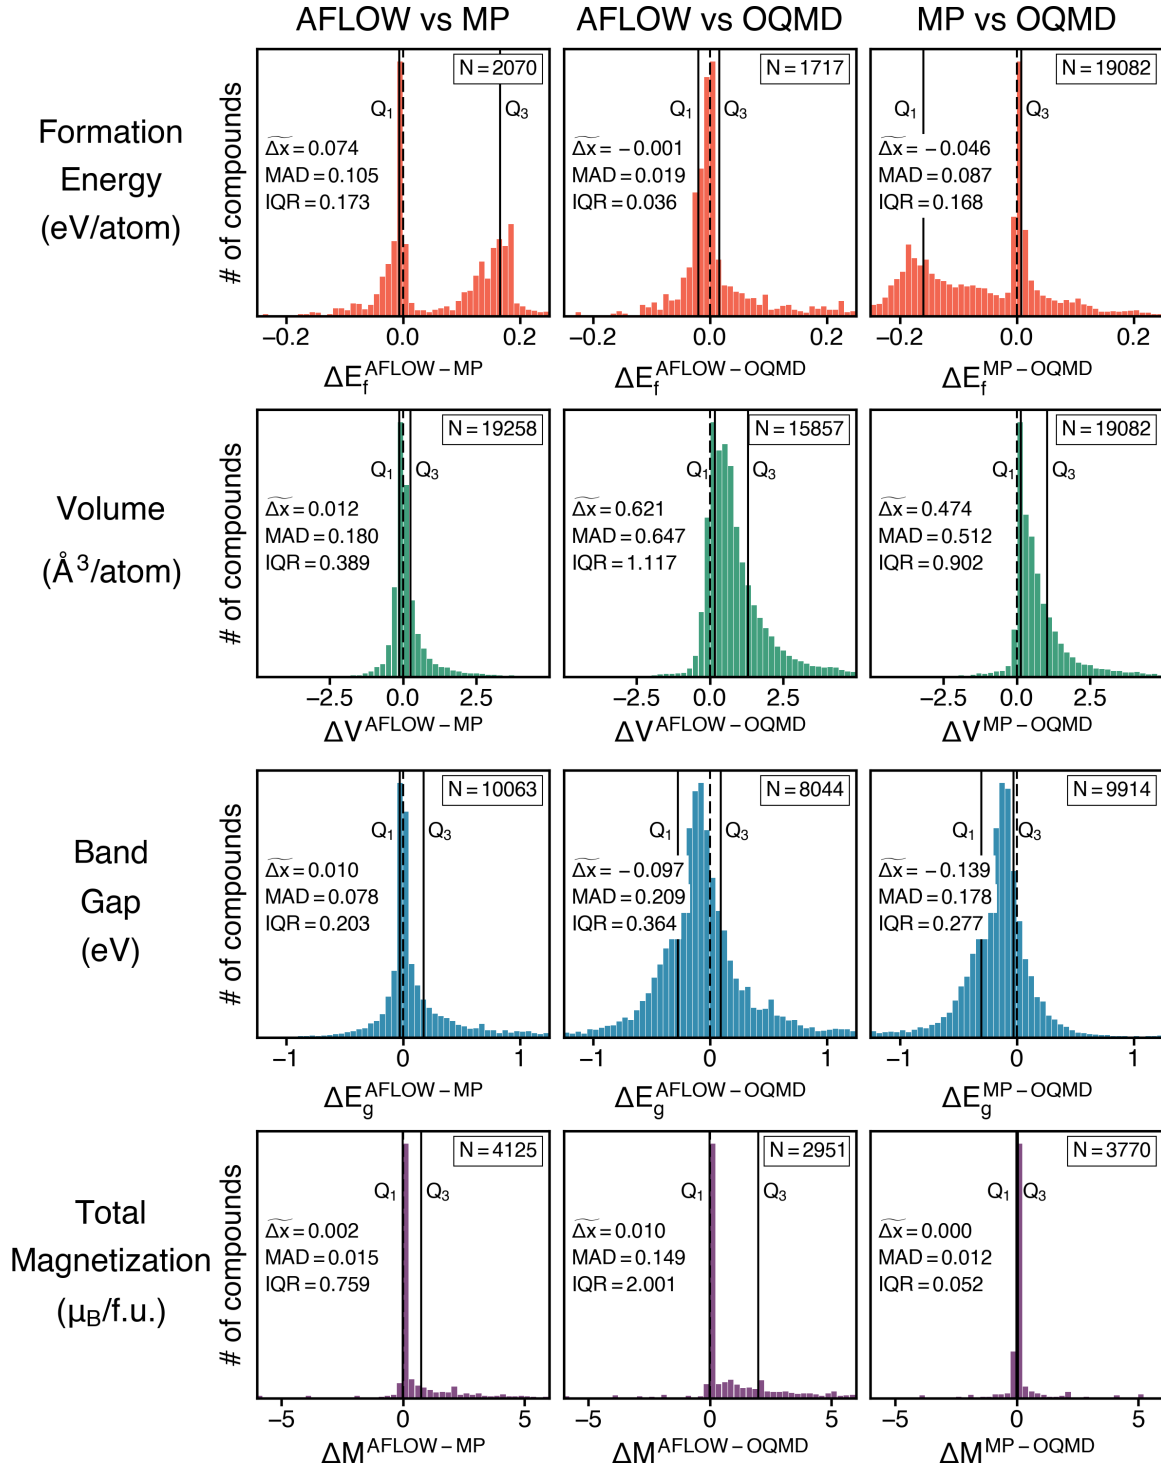 AFLOW vs MP
AFLOW vs OQMD
MP vs OQMD
Formation
Energy
(eV/atom)
# of compounds
N = 2070
Q₁
Q₃
Δ͠x = 0.074
MAD = 0.105
IQR = 0.173
−0.2 0.0 0.2
ΔE_f^AFLOW − MP
N = 1717
Q₁
Q₃
Δ͠x = −0.001
MAD = 0.019
IQR = 0.036
−0.2 0.0 0.2
ΔE_f^AFLOW − OQMD
N = 19082
Q₁
Q₃
Δ͠x = −0.046
MAD = 0.087
IQR = 0.168
−0.2 0.0 0.2
ΔE_f^MP − OQMD
Volume
(Å³/atom)
# of compounds
N = 19258
Q₁
Q₃
Δ͠x = 0.012
MAD = 0.180
IQR = 0.389
−2.5 0.0 2.5
ΔV^AFLOW − MP
N = 15857
Q₁
Q₃
Δ͠x = 0.621
MAD = 0.647
IQR = 1.117
−2.5 0.0 2.5
ΔV^AFLOW − OQMD
N = 19082
Q₁
Q₃
Δ͠x = 0.474
MAD = 0.512
IQR = 0.902
−2.5 0.0 2.5
ΔV^MP − OQMD
Band
Gap
(eV)
# of compounds
N = 10063
Q₁
Q₃
Δ͠x = 0.010
MAD = 0.078
IQR = 0.203
−1 0 1
ΔE_g^AFLOW − MP
N = 8044
Q₁
Q₃
Δ͠x = −0.097
MAD = 0.209
IQR = 0.364
−1 0 1
ΔE_g^AFLOW − OQMD
N = 9914
Q₁
Q₃
Δ͠x = −0.139
MAD = 0.178
IQR = 0.277
−1 0 1
ΔE_g^MP − OQMD
Total
Magnetization
(μ_B/f.u.)
# of compounds
N = 4125
Q₁
Q₃
Δ͠x = 0.002
MAD = 0.015
IQR = 0.759
−5 0 5
ΔM^AFLOW − MP
N = 2951
Q₁
Q₃
Δ͠x = 0.010
MAD = 0.149
IQR = 2.001
−5 0 5
ΔM^AFLOW − OQMD
N = 3770
Q₁
Q₃
Δ͠x = 0.000
MAD = 0.012
IQR = 0.052
−5 0 5
ΔM^MP − OQMD